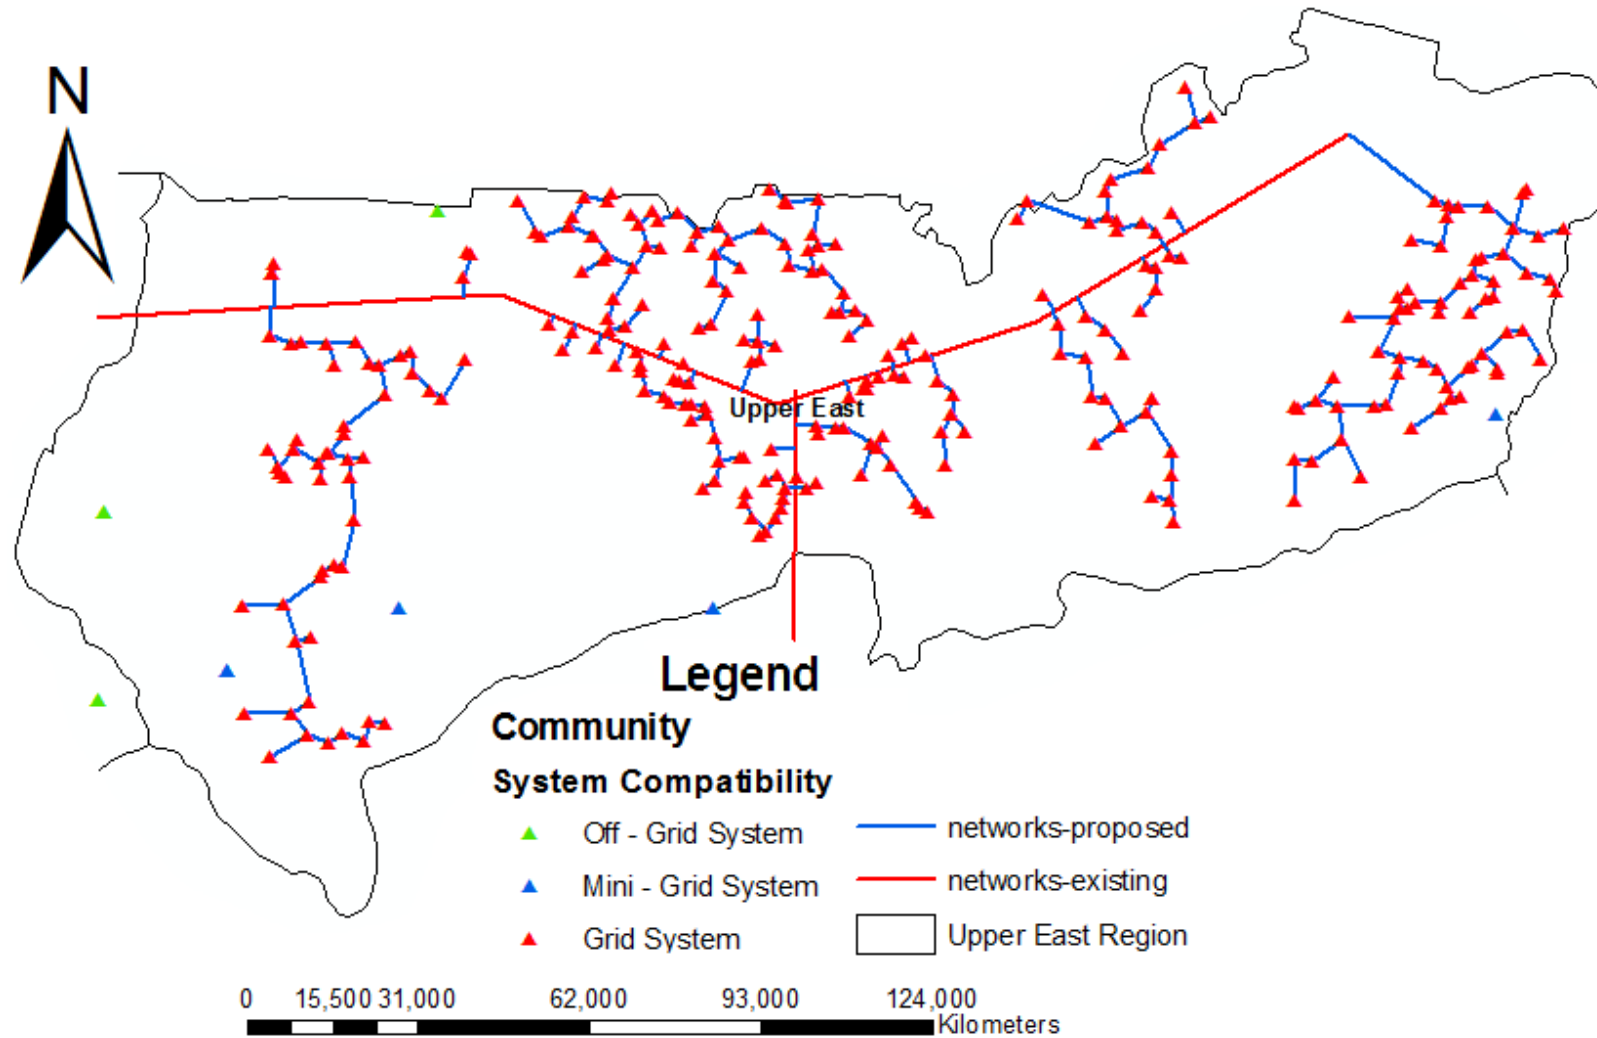 N
Upper East
Legend
Community
System Compatibility
Off - Grid System
networks-proposed
Mini - Grid System
networks-existing
Grid System
Upper East Region
0 15,500 31,000 62,000 93,000 124,000
Kilometers